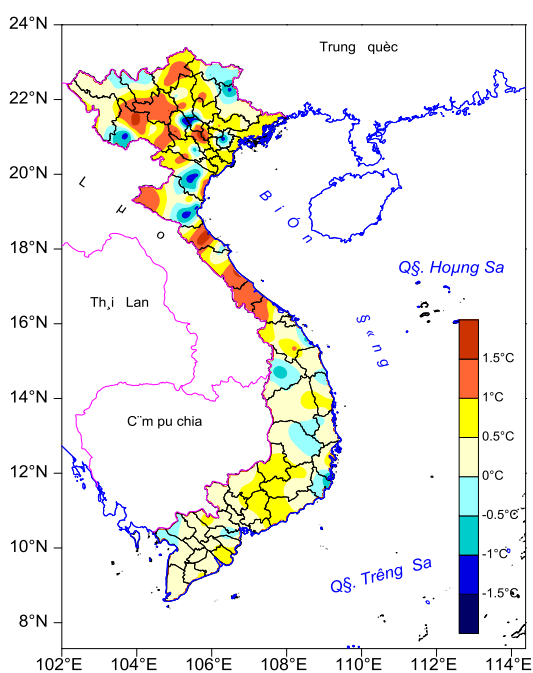 24°N
Trung quèc
22°N
20°N
L µ o
B i Ó n
18°N
Q§. Hoµng Sa
Th¸i Lan
16°N
§ « n g
1.5°C
1°C
14°N
C¨m pu chia
0.5°C
12°N
0°C
-0.5°C
10°N
-1°C
Q§. Tr­êng Sa
-1.5°C
8°N
102°E 104°E 106°E 108°E 110°E 112°E 114°E